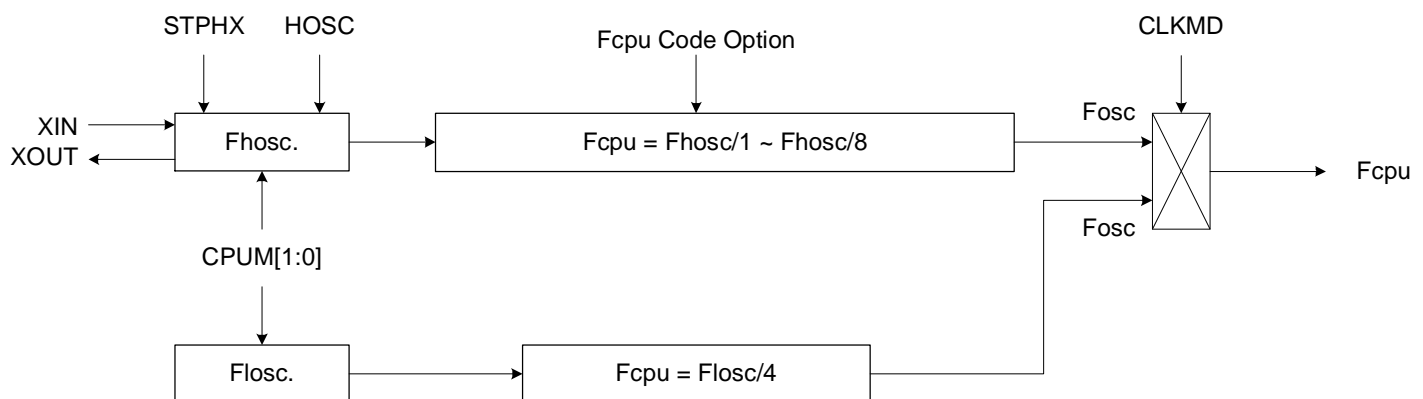 STPHX
HOSC
Fcpu Code Option
CLKMD
XIN
XOUT
Fhosc.
Fcpu = Fhosc/1 ~ Fhosc/8
Fosc
Fcpu
Fosc
CPUM[1:0]
Flosc.
Fcpu = Flosc/4